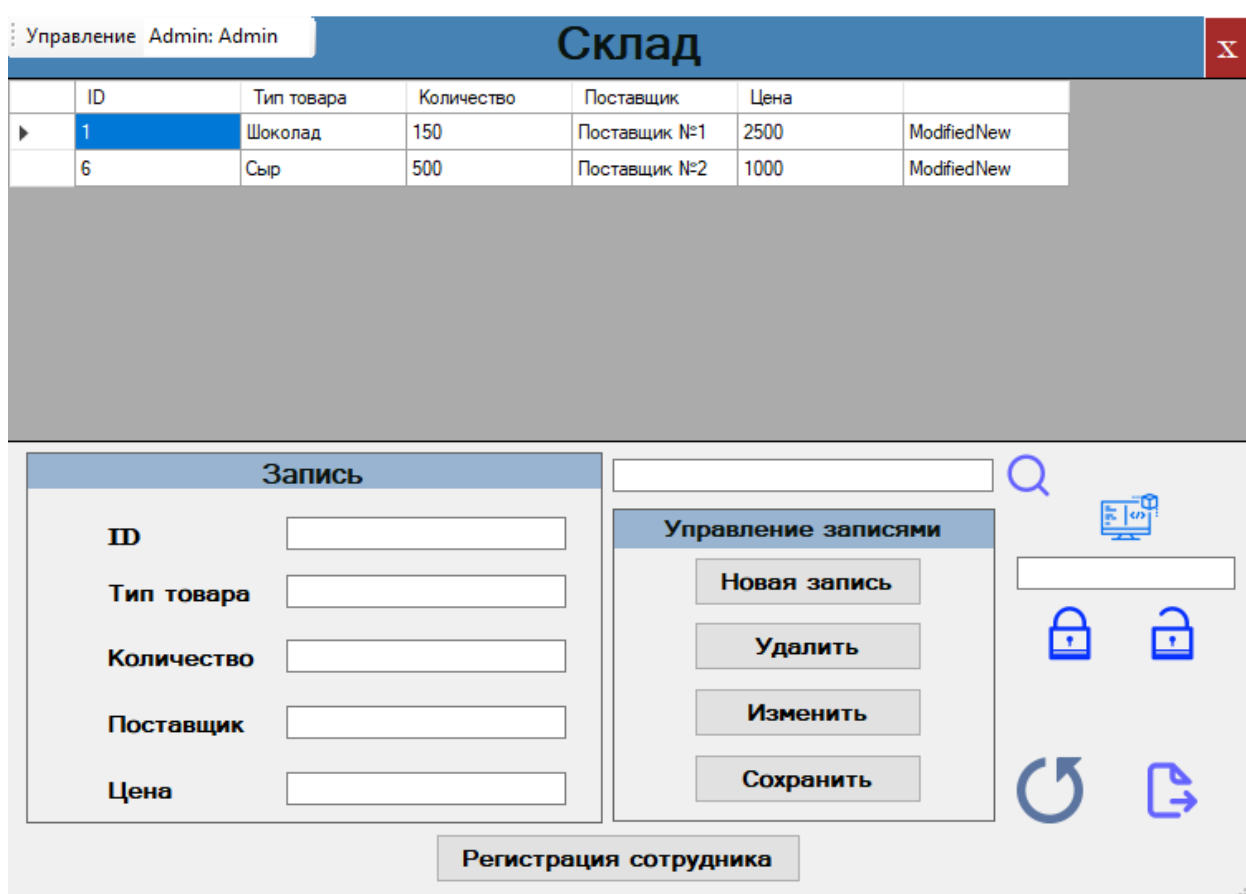 Управление Admin: Admin
Склад
x
ID Тип товара Количество Поставщик Цена
1 Шоколад 150 Поставщик №1 2500 ModifiedNew
6 Сыр 500 Поставщик №2 1000 ModifiedNew
Запись
ID
Тип товара
Количество
Поставщик
Цена
Управление записями
Новая запись
Удалить
Изменить
Сохранить
Регистрация сотрудника